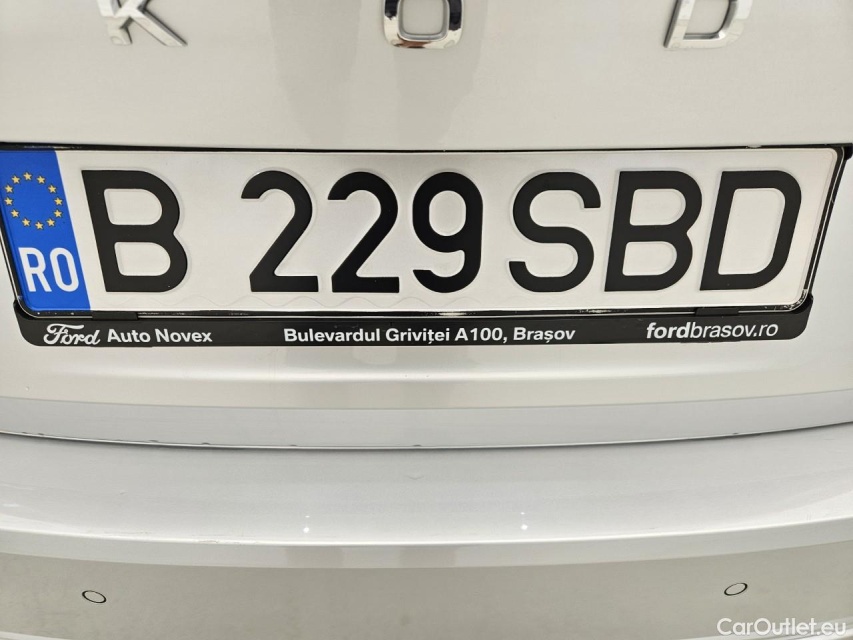 K O D
RO B 229 SBD
Ford Auto Novex Bulevardul Griviței A100, Brașov fordbrasov.ro
CarOutlet.eu